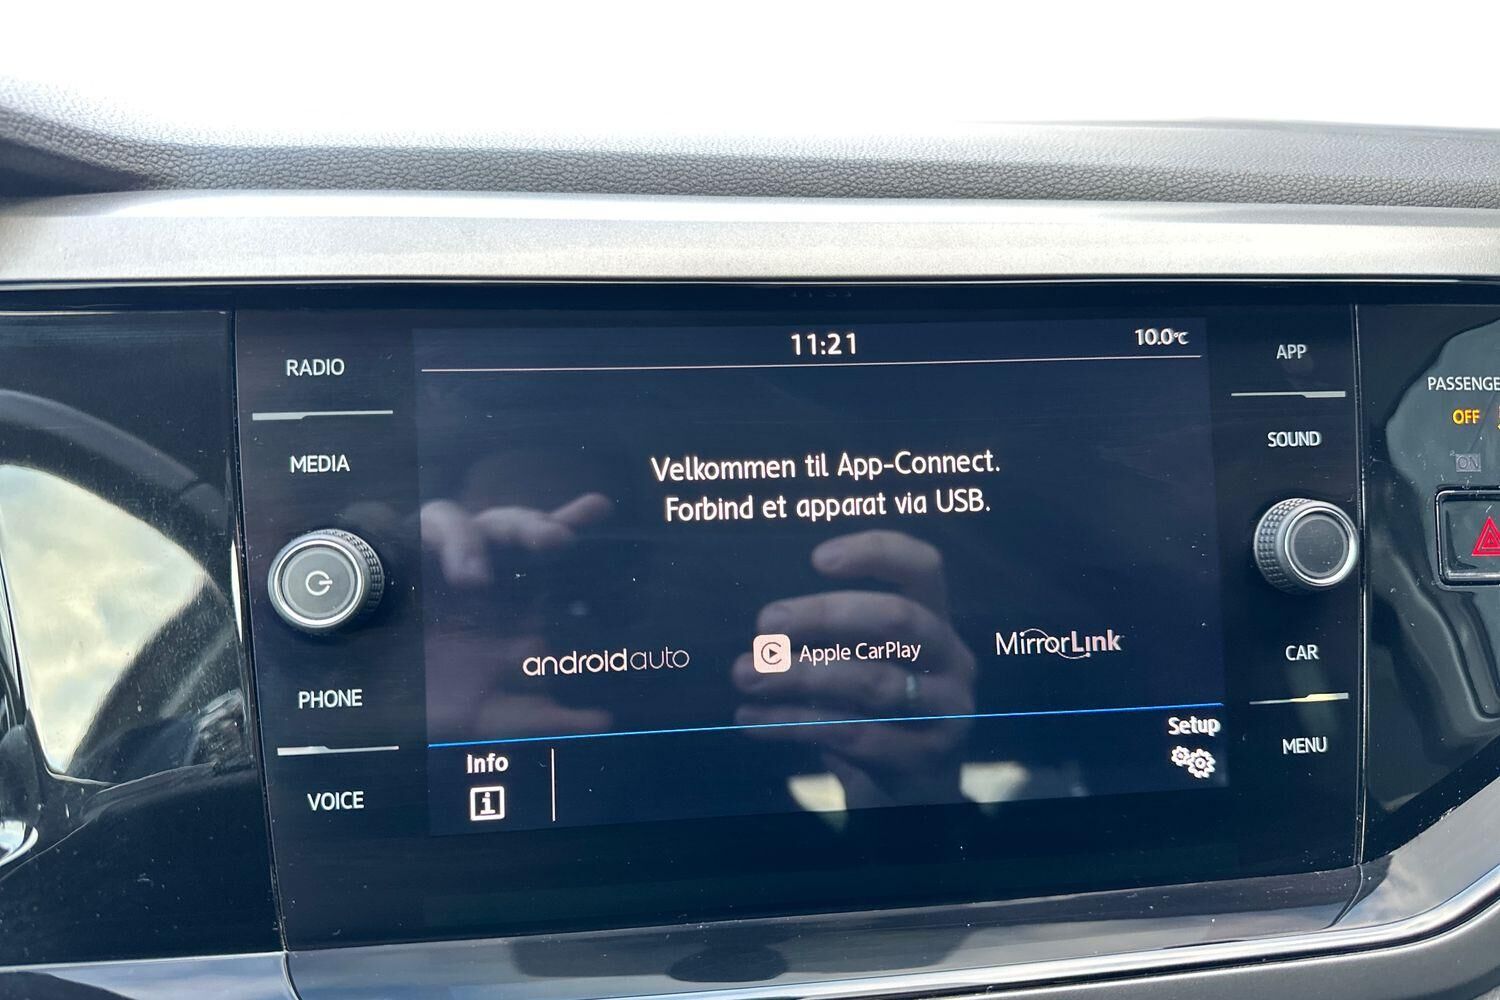 11:21
10.0°C
RADIO
MEDIA
PHONE
VOICE
Velkommen til App-Connect.
Forbind et apparat via USB.
androidauto
Apple CarPlay
MirrorLink
Info
i
Setup
APP
SOUND
CAR
MENU
OFF
ON